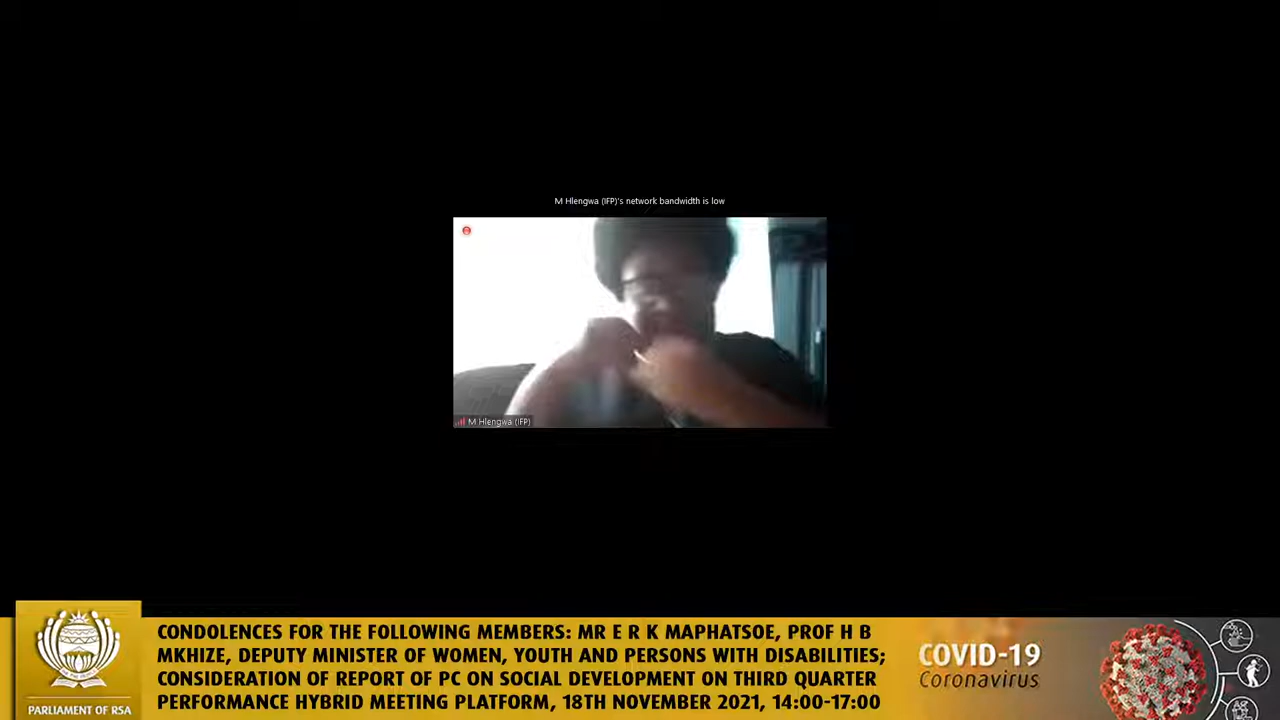 M Hlengwa (IFP)'s network bandwidth is low
M Hlengwa (IFP)
CONDOLENCES FOR THE FOLLOWING MEMBERS: MR E R K MAPHATSOE, PROF H B
MKHIZE, DEPUTY MINISTER OF WOMEN, YOUTH AND PERSONS WITH DISABILITIES;
CONSIDERATION OF REPORT OF PC ON SOCIAL DEVELOPMENT ON THIRD QUARTER
PERFORMANCE HYBRID MEETING PLATFORM, 18TH NOVEMBER 2021, 14:00-17:00
PARLIAMENT OF RSA
COVID-19
Coronavirus